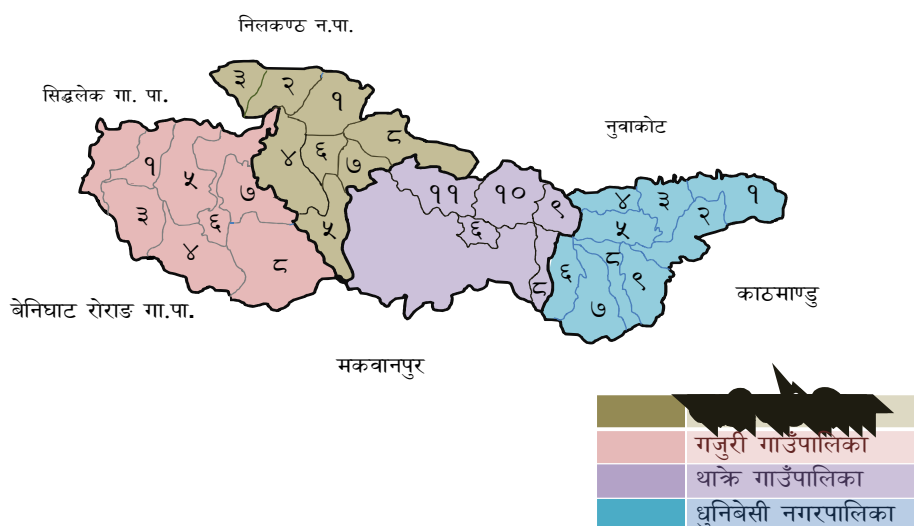 निलकण्ठ न.पा.
सिद्धलेक गा. पा.
नुवाकोट
३ २ १
४ ६ ७ ८
५
१ ५ ७
३ ६
४ ८
११ १० ९
६
८
४ ३ २ १
५
६ ८ ९
७
काठमाण्डु
बेनिघाट रोराङ गा.पा.
मकवानपुर
गजुरी गाउँपालिका
थाक्रे गाउँपालिका
धुनिबेसी नगरपालिका